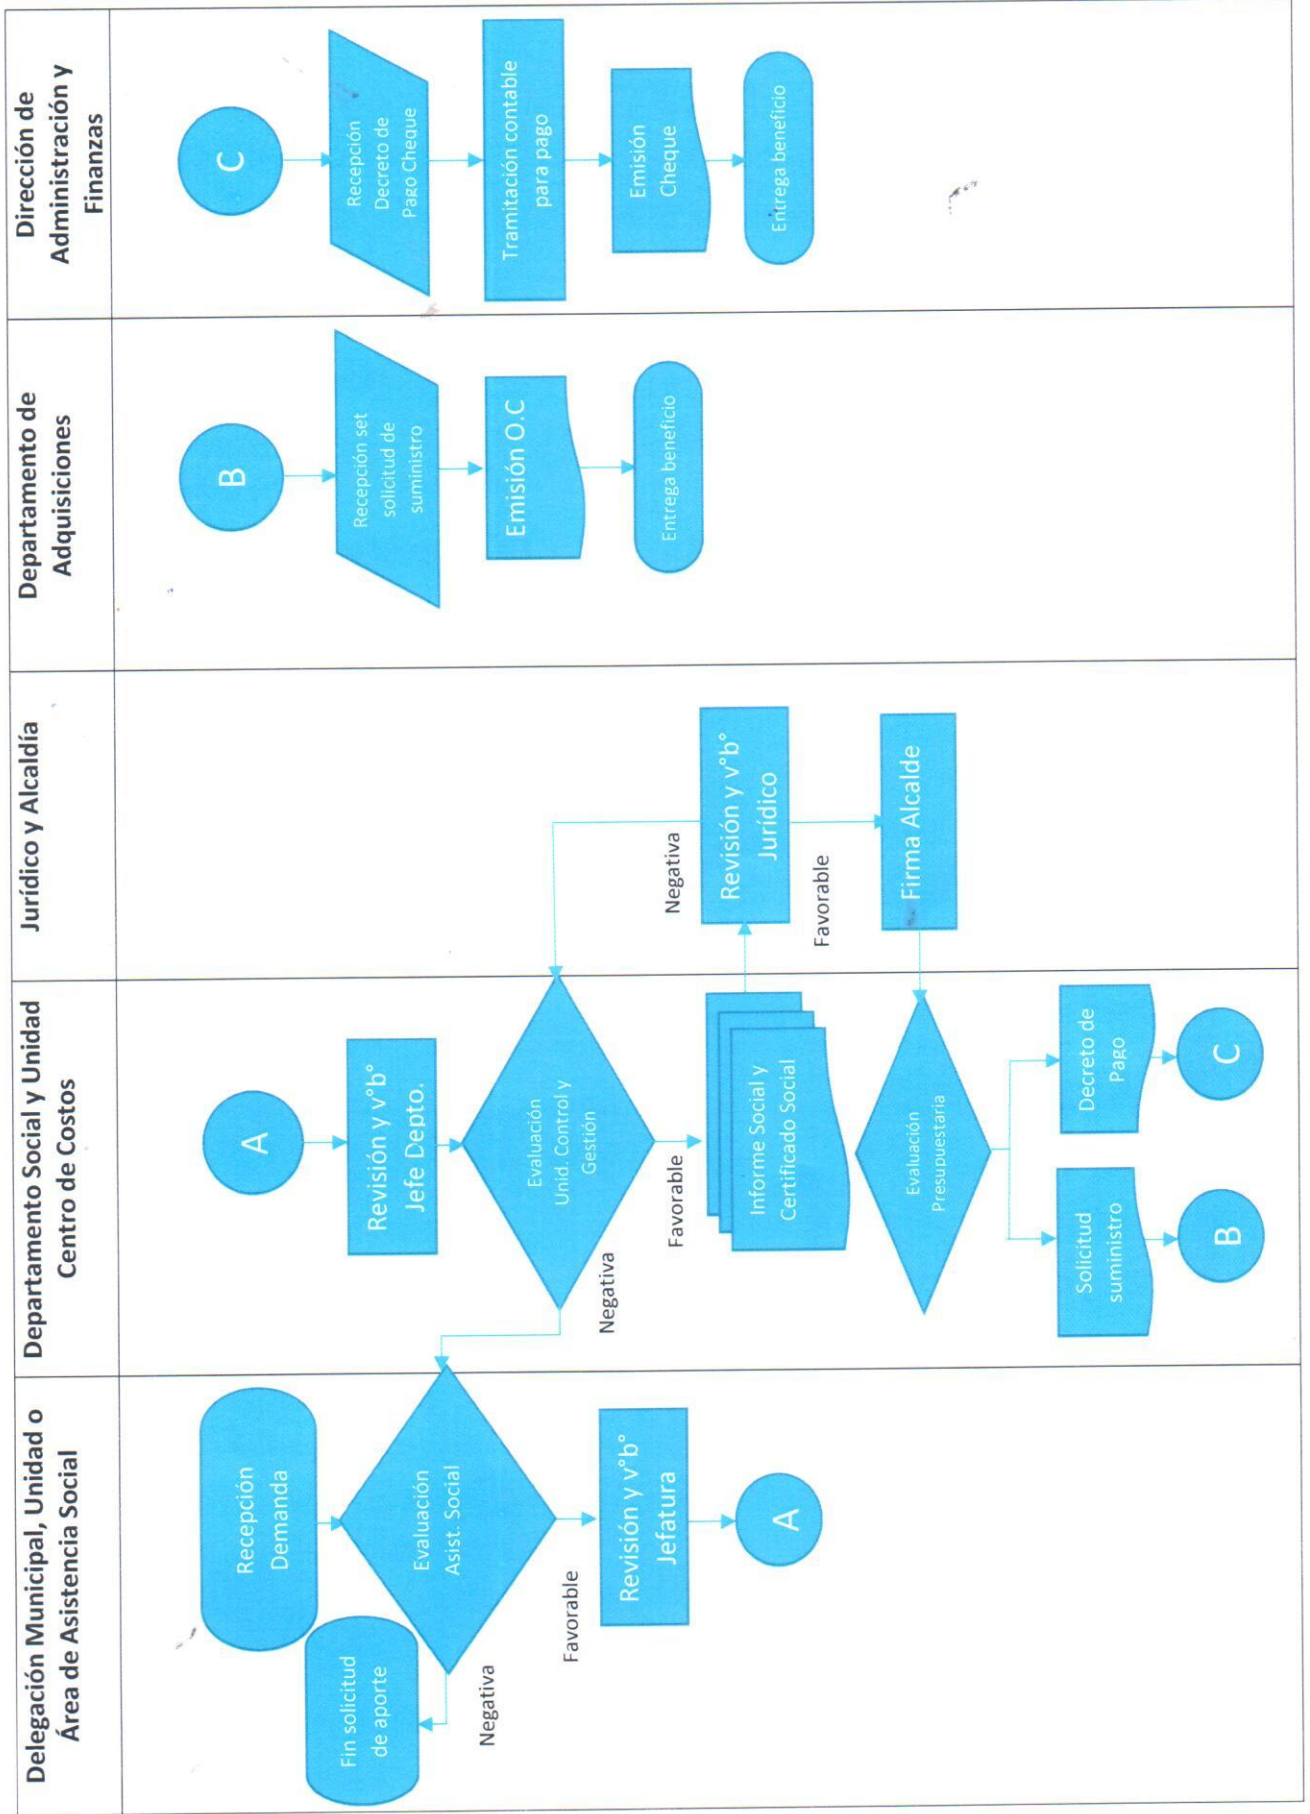 Delegación Municipal, Unidad o
Área de Asistencia Social
Departamento Social y Unidad
Centro de Costos
Jurídico y Alcaldía
Departamento de
Adquisiciones
Dirección de
Administración y
Finanzas
Recepción
Demanda
Fin solicitud
de aporte
Evaluación
Asist. Social
Negativa
Favorable
Revisión y v°b°
Jefatura
A
A
Revisión y v°b°
Jefe Depto.
Evaluación
Unid. Control y
Gestión
Negativa
Favorable
Informe Social y
Certificado Social
Evaluación
Presupuestaria
Solicitud
suministro
Decreto de
Pago
B
C
Negativa
Revisión y v°b°
Jurídico
Favorable
Firma Alcalde
B
Recepción set
solicitud de
suministro
Emisión O.C
Entrega beneficio
C
Recepción
Decreto de
Pago Cheque
Tramitación contable
para pago
Emisión
Cheque
Entrega beneficio